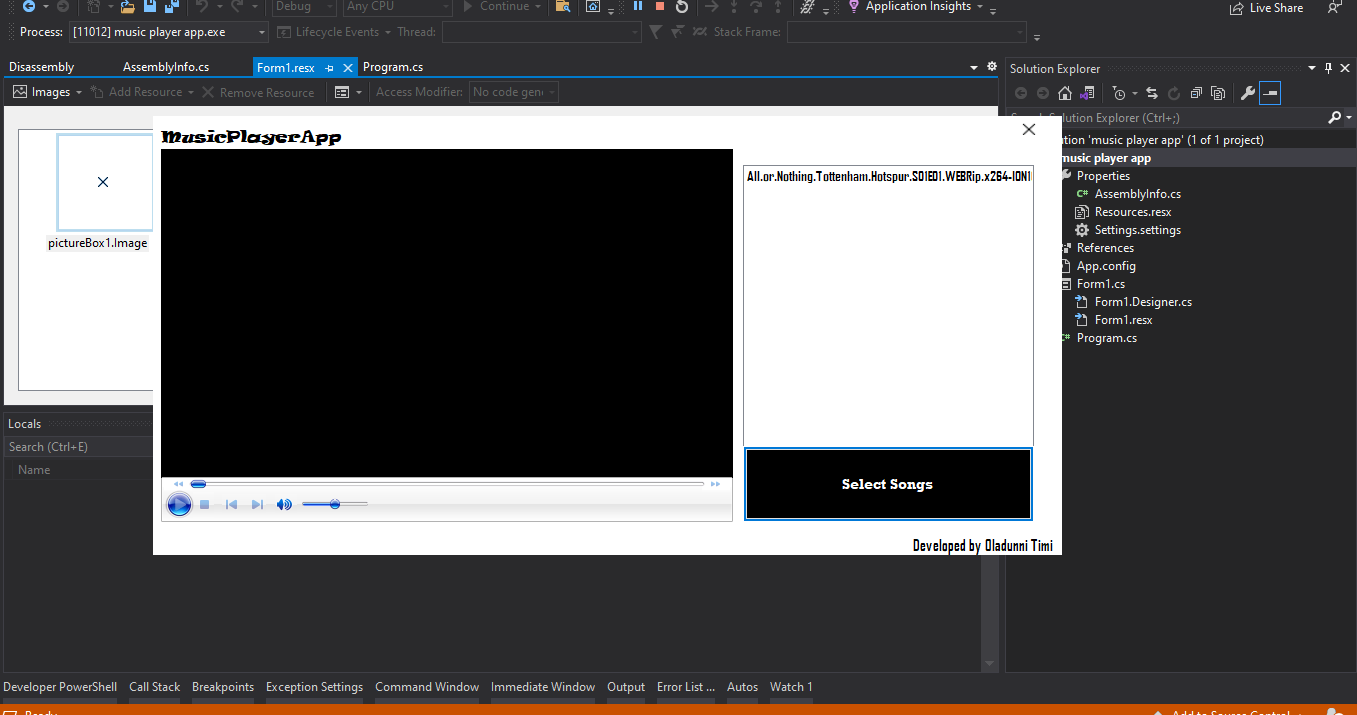 Debug Any CPU Continue Application Insights Live Share
Process: [11012] music player app.exe Lifecycle Events Thread: Stack Frame:
Disassembly AssemblyInfo.cs Form1.resx Program.cs
Images Add Resource Remove Resource Access Modifier: No code gen
pictureBox1.Image
MusicPlayerApp
All.or.Nothing.Tottenham.Hotspur.S01E01.WEBRip.x264-ION1
Select Songs
Developed by Oladunni Timi
Solution Explorer
Search Solution Explorer (Ctrl+;)
ution 'music player app' (1 of 1 project)
music player app
Properties
AssemblyInfo.cs
Resources.resx
Settings.settings
References
App.config
Form1.cs
Form1.Designer.cs
Form1.resx
Program.cs
Locals
Search (Ctrl+E)
Name
Developer PowerShell Call Stack Breakpoints Exception Settings Command Window Immediate Window Output Error List ... Autos Watch 1
Ready Add to Source Control